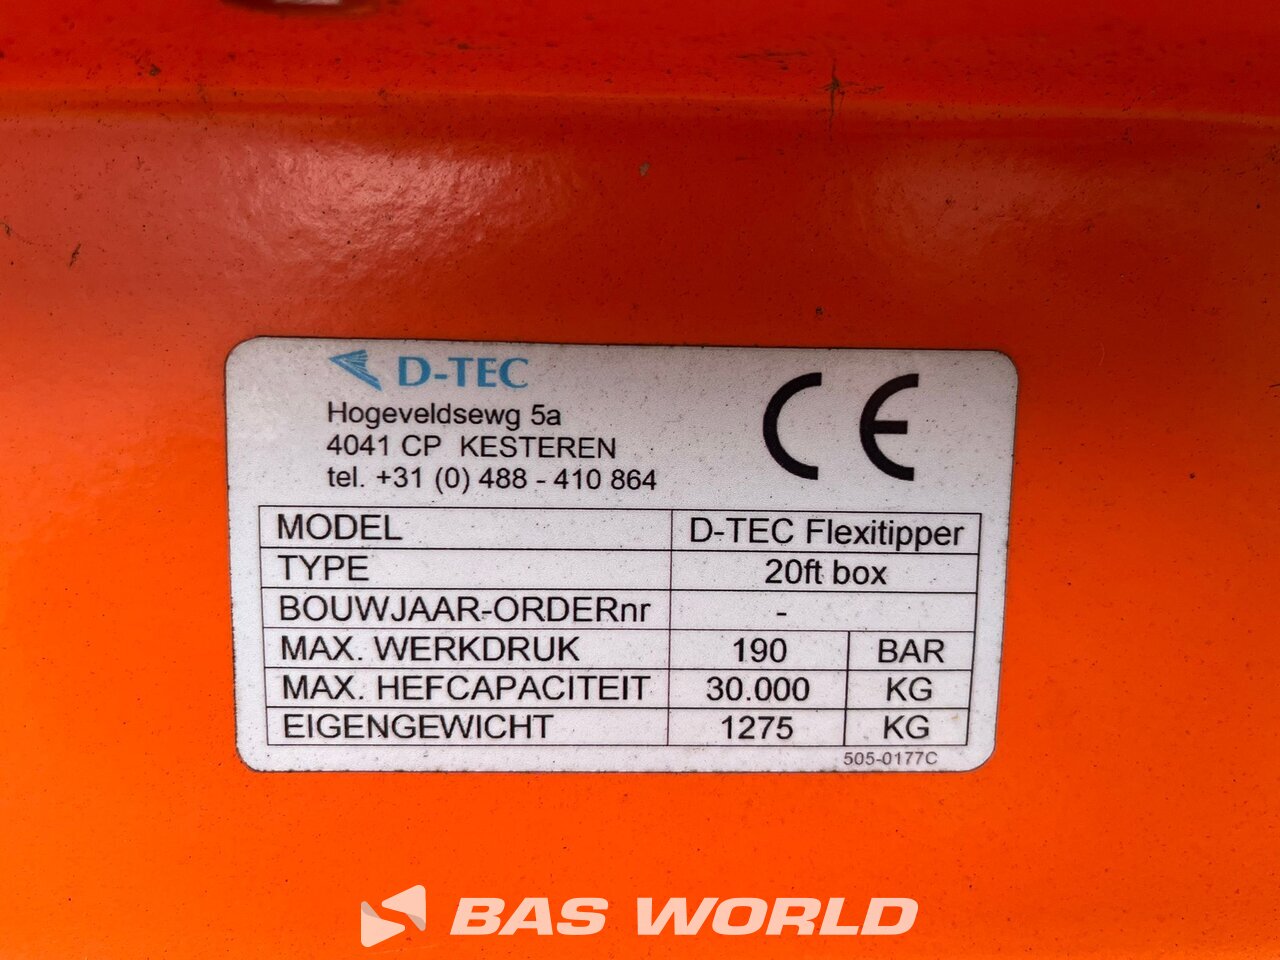 D-TEC
Hogeveldsewg 5a
4041 CP KESTEREN
tel. +31 (0) 488 - 410 864
CE
MODEL D-TEC Flexitipper
TYPE 20ft box
BOUWJAAR-ORDERnr -
MAX. WERKDRUK 190 BAR
MAX. HEFCAPACITEIT 30.000 KG
EIGENGEWICHT 1275 KG
505-0177C
BAS WORLD